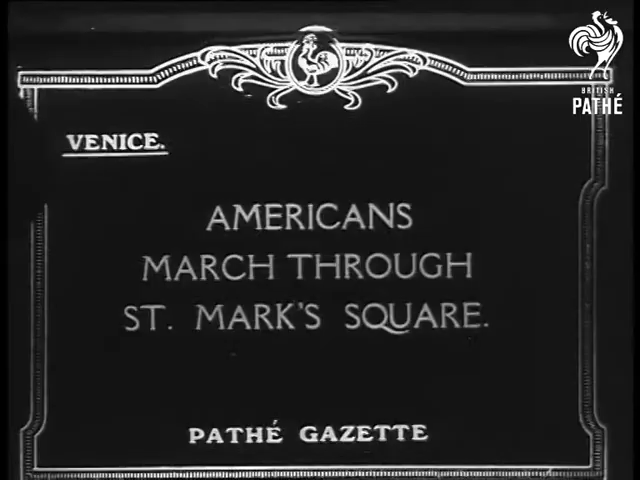 BRITISH
PATHÉ
VENICE.
AMERICANS
MARCH THROUGH
ST. MARK'S SQUARE.
PATHÉ GAZETTE